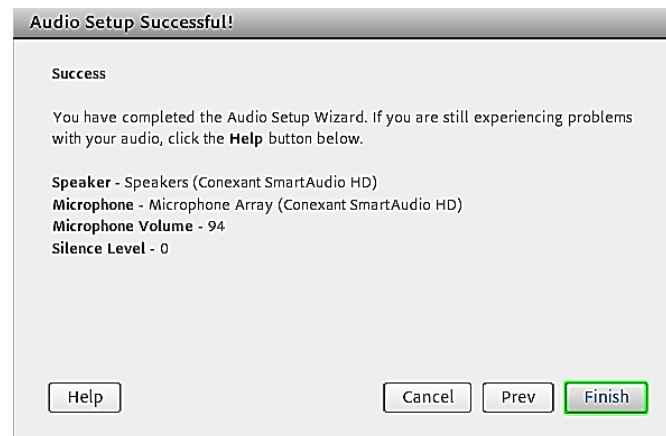 Audio Setup Successful!
Success
You have completed the Audio Setup Wizard. If you are still experiencing problems
with your audio, click the Help button below.
Speaker - Speakers (Conexant SmartAudio HD)
Microphone - Microphone Array (Conexant SmartAudio HD)
Microphone Volume - 94
Silence Level - 0
Help Cancel Prev Finish